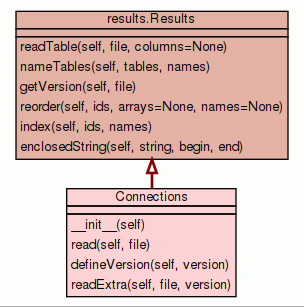 results.Results
readTable(self, file, columns=None)
nameTables(self, tables, names)
getVersion(self, file)
reorder(self, ids, arrays=None, names=None)
index(self, ids, names)
enclosedString(self, string, begin, end)
Connections
__init__(self)
read(self, file)
defineVersion(self, version)
readExtra(self, file, version)